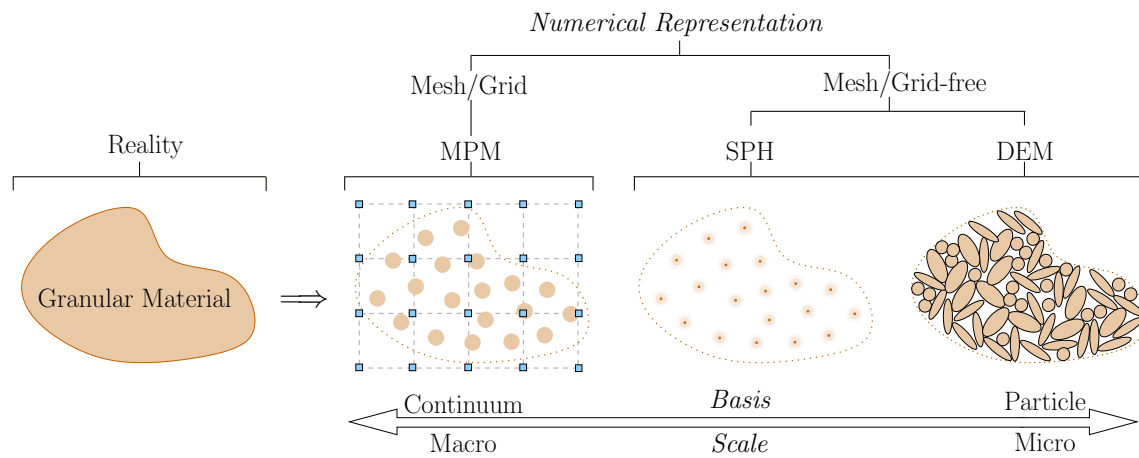 Numerical Representation
Mesh/Grid
Mesh/Grid-free
Reality
MPM
SPH
DEM
Granular Material
⟹
Continuum
Basis
Particle
Macro
Scale
Micro